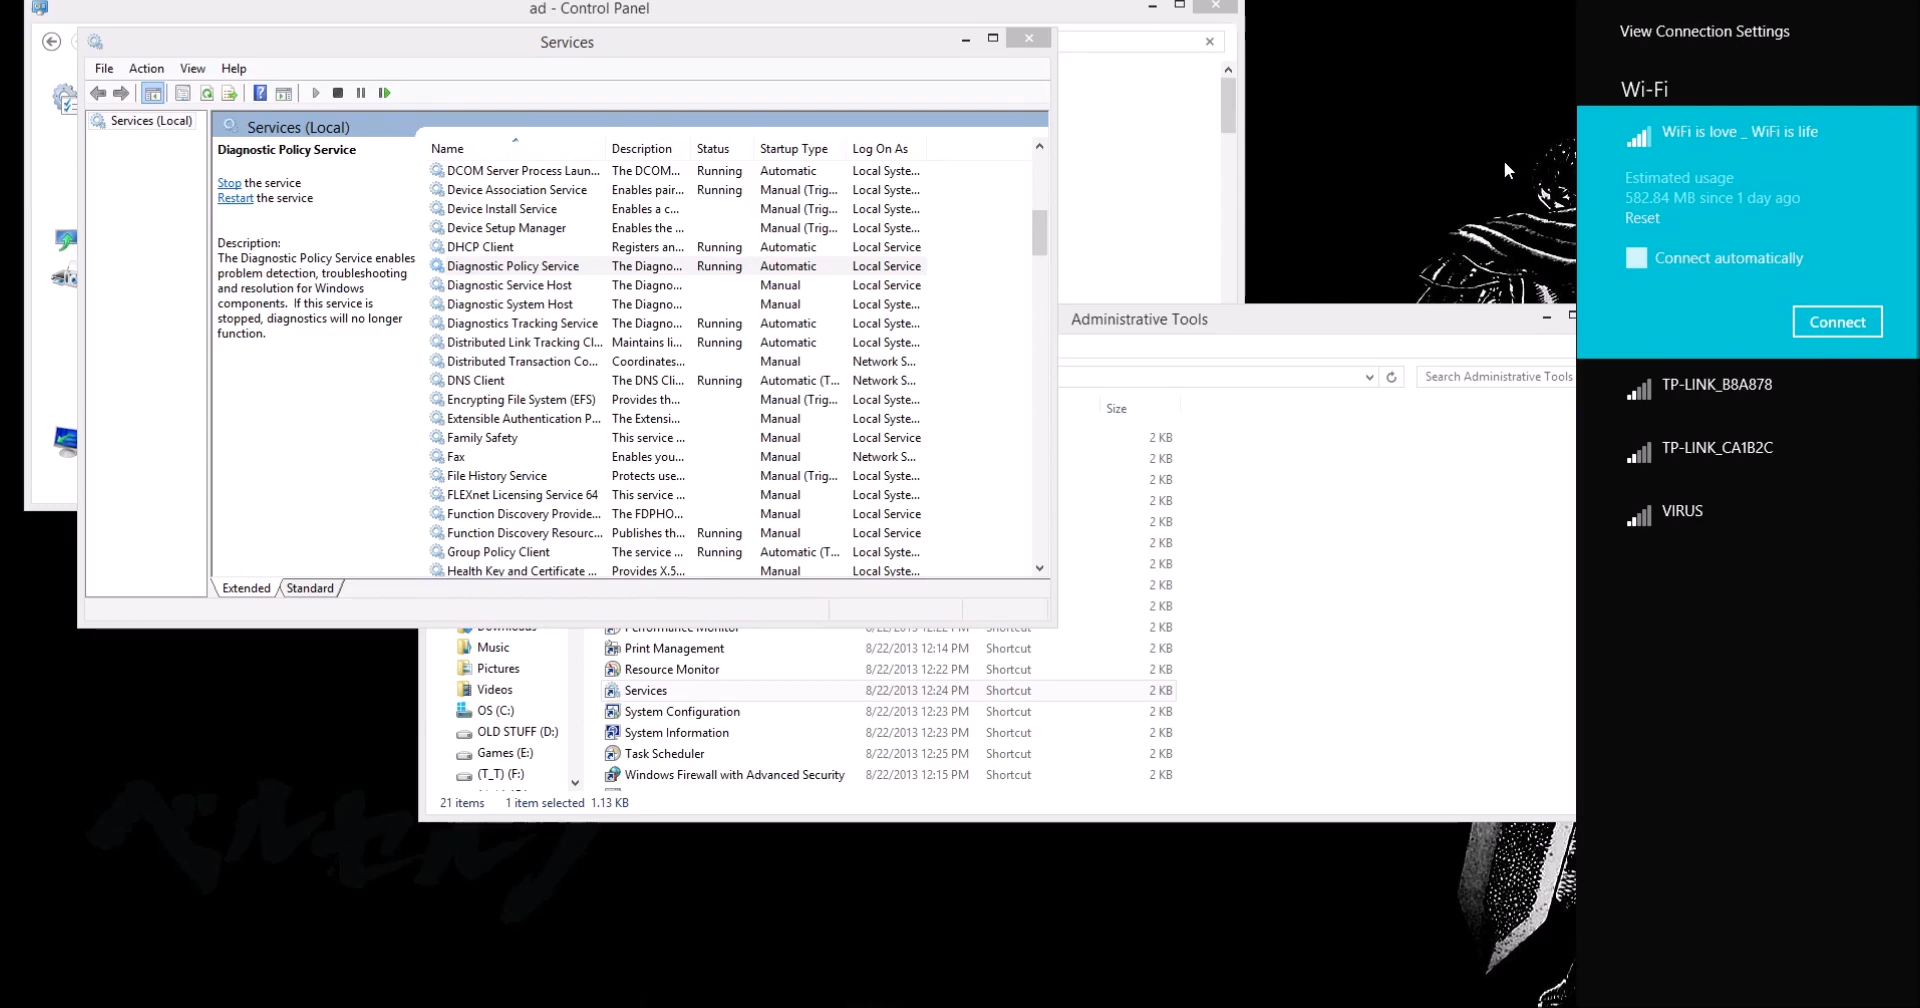 ad - Control Panel
Services
File Action View Help
Services (Local)
Services (Local)
Diagnostic Policy Service
Stop the service
Restart the service
Description:
The Diagnostic Policy Service enables
problem detection, troubleshooting
and resolution for Windows
components. If this service is
stopped, diagnostics will no longer
function.
Name Description Status Startup Type Log On As
DCOM Server Process Laun... The DCOM... Running Automatic Local Syste...
Device Association Service Enables pair... Running Manual (Trig... Local Syste...
Device Install Service Enables a c... Manual (Trig... Local Syste...
Device Setup Manager Enables the ... Manual (Trig... Local Syste...
DHCP Client Registers an... Running Automatic Local Service
Diagnostic Policy Service The Diagno... Running Automatic Local Service
Diagnostic Service Host The Diagno... Manual Local Service
Diagnostic System Host The Diagno... Manual Local Syste...
Diagnostics Tracking Service The Diagno... Running Automatic Local Syste...
Distributed Link Tracking Cl... Maintains li... Running Automatic Local Syste...
Distributed Transaction Co... Coordinates... Manual Network S...
DNS Client The DNS Cli... Running Automatic (T... Network S...
Encrypting File System (EFS) Provides th... Manual (Trig... Local Syste...
Extensible Authentication P... The Extensi... Manual Local Syste...
Family Safety This service ... Manual Local Service
Fax Enables you... Manual Network S...
File History Service Protects use... Manual (Trig... Local Syste...
FLEXnet Licensing Service 64 This service ... Manual Local Syste...
Function Discovery Provide... The FDPHO... Manual Local Service
Function Discovery Resourc... Publishes th... Running Manual Local Service
Group Policy Client The service ... Running Automatic (T... Local Syste...
Health Key and Certificate ... Provides X.5... Manual Local Syste...
Extended Standard
Administrative Tools
Search Administrative Tools
Size
2 KB
2 KB
2 KB
2 KB
2 KB
2 KB
2 KB
2 KB
2 KB
Downloads Performance Monitor 8/22/2013 12:22 PM Shortcut 2 KB
Music Print Management 8/22/2013 12:14 PM Shortcut 2 KB
Pictures Resource Monitor 8/22/2013 12:22 PM Shortcut 2 KB
Videos Services 8/22/2013 12:24 PM Shortcut 2 KB
OS (C:) System Configuration 8/22/2013 12:23 PM Shortcut 2 KB
OLD STUFF (D:) System Information 8/22/2013 12:23 PM Shortcut 2 KB
Games (E:) Task Scheduler 8/22/2013 12:25 PM Shortcut 2 KB
(T_T) (F:) Windows Firewall with Advanced Security 8/22/2013 12:15 PM Shortcut 2 KB
21 items 1 item selected 1.13 KB
ベルセルク
View Connection Settings
Wi-Fi
WiFi is love _ WiFi is life
Estimated usage
582.84 MB since 1 day ago
Reset
Connect automatically
Connect
TP-LINK_B8A878
TP-LINK_CA1B2C
VIRUS